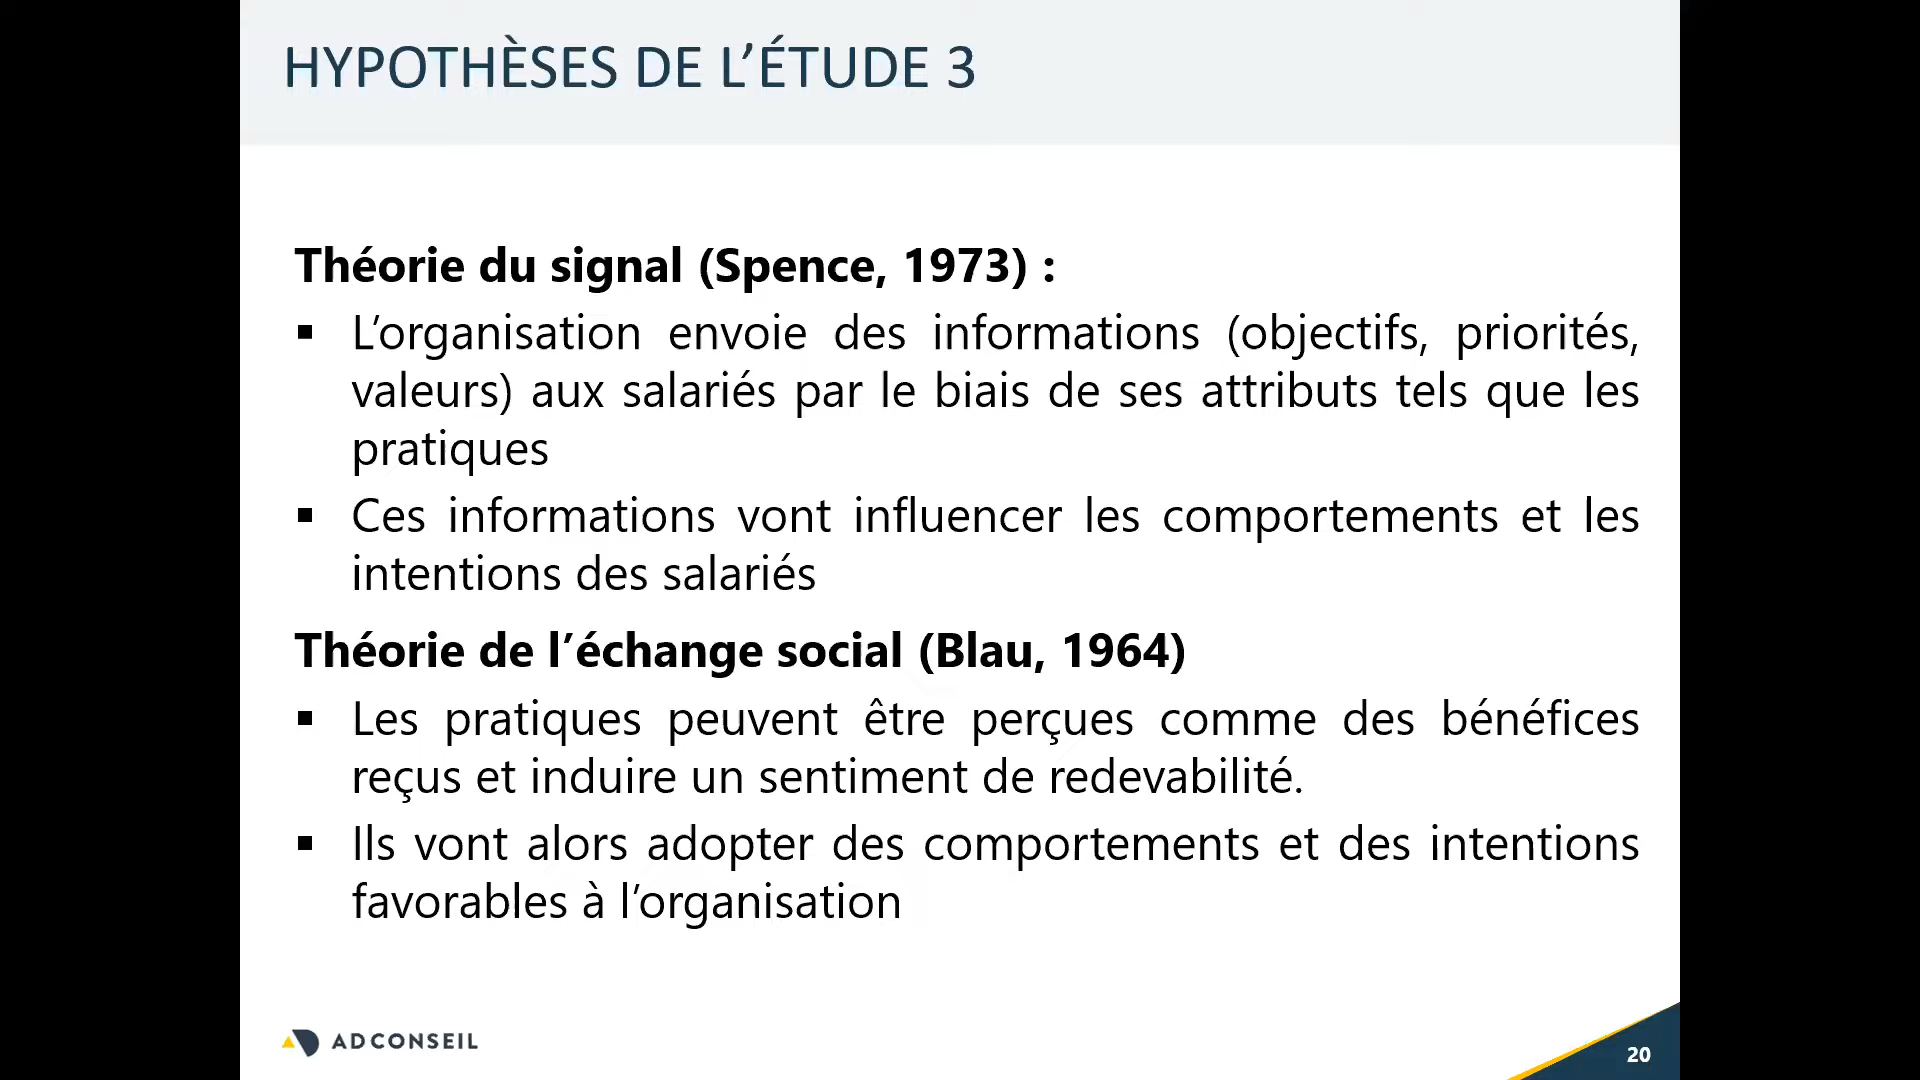 HYPOTHÈSES DE L’ÉTUDE 3
Théorie du signal (Spence, 1973) :
▪ L’organisation envoie des informations (objectifs, priorités,
valeurs) aux salariés par le biais de ses attributs tels que les
pratiques
▪ Ces informations vont influencer les comportements et les
intentions des salariés
Théorie de l’échange social (Blau, 1964)
▪ Les pratiques peuvent être perçues comme des bénéfices
reçus et induire un sentiment de redevabilité.
▪ Ils vont alors adopter des comportements et des intentions
favorables à l’organisation
ADCONSEIL
20